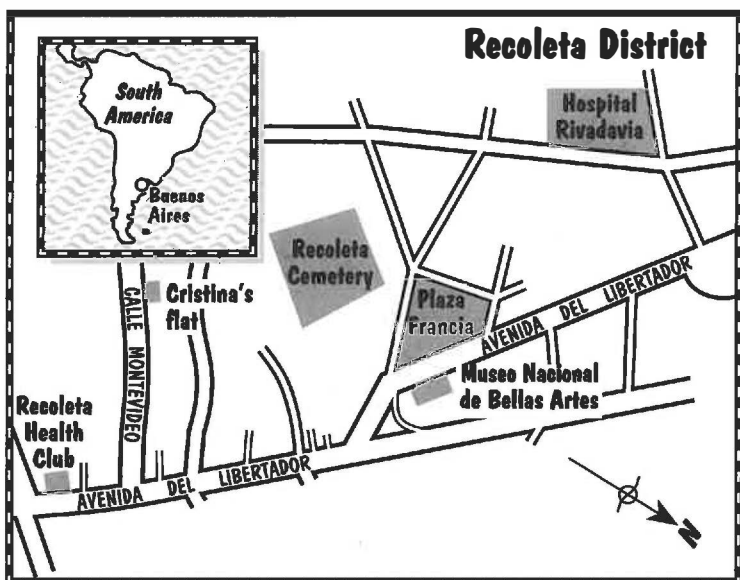 Recoleta District
South
America
Buenos
Aires
Hospital
Rivadavia
Recoleta
Cemetery
Plaza
Francia
CALLE MONTEVIDEO
Cristina's
flat
AVENIDA DEL LIBERTADOR
Museo Nacional
de Bellas Artes
Recoleta
Health
Club
AVENIDA DEL LIBERTADOR
N